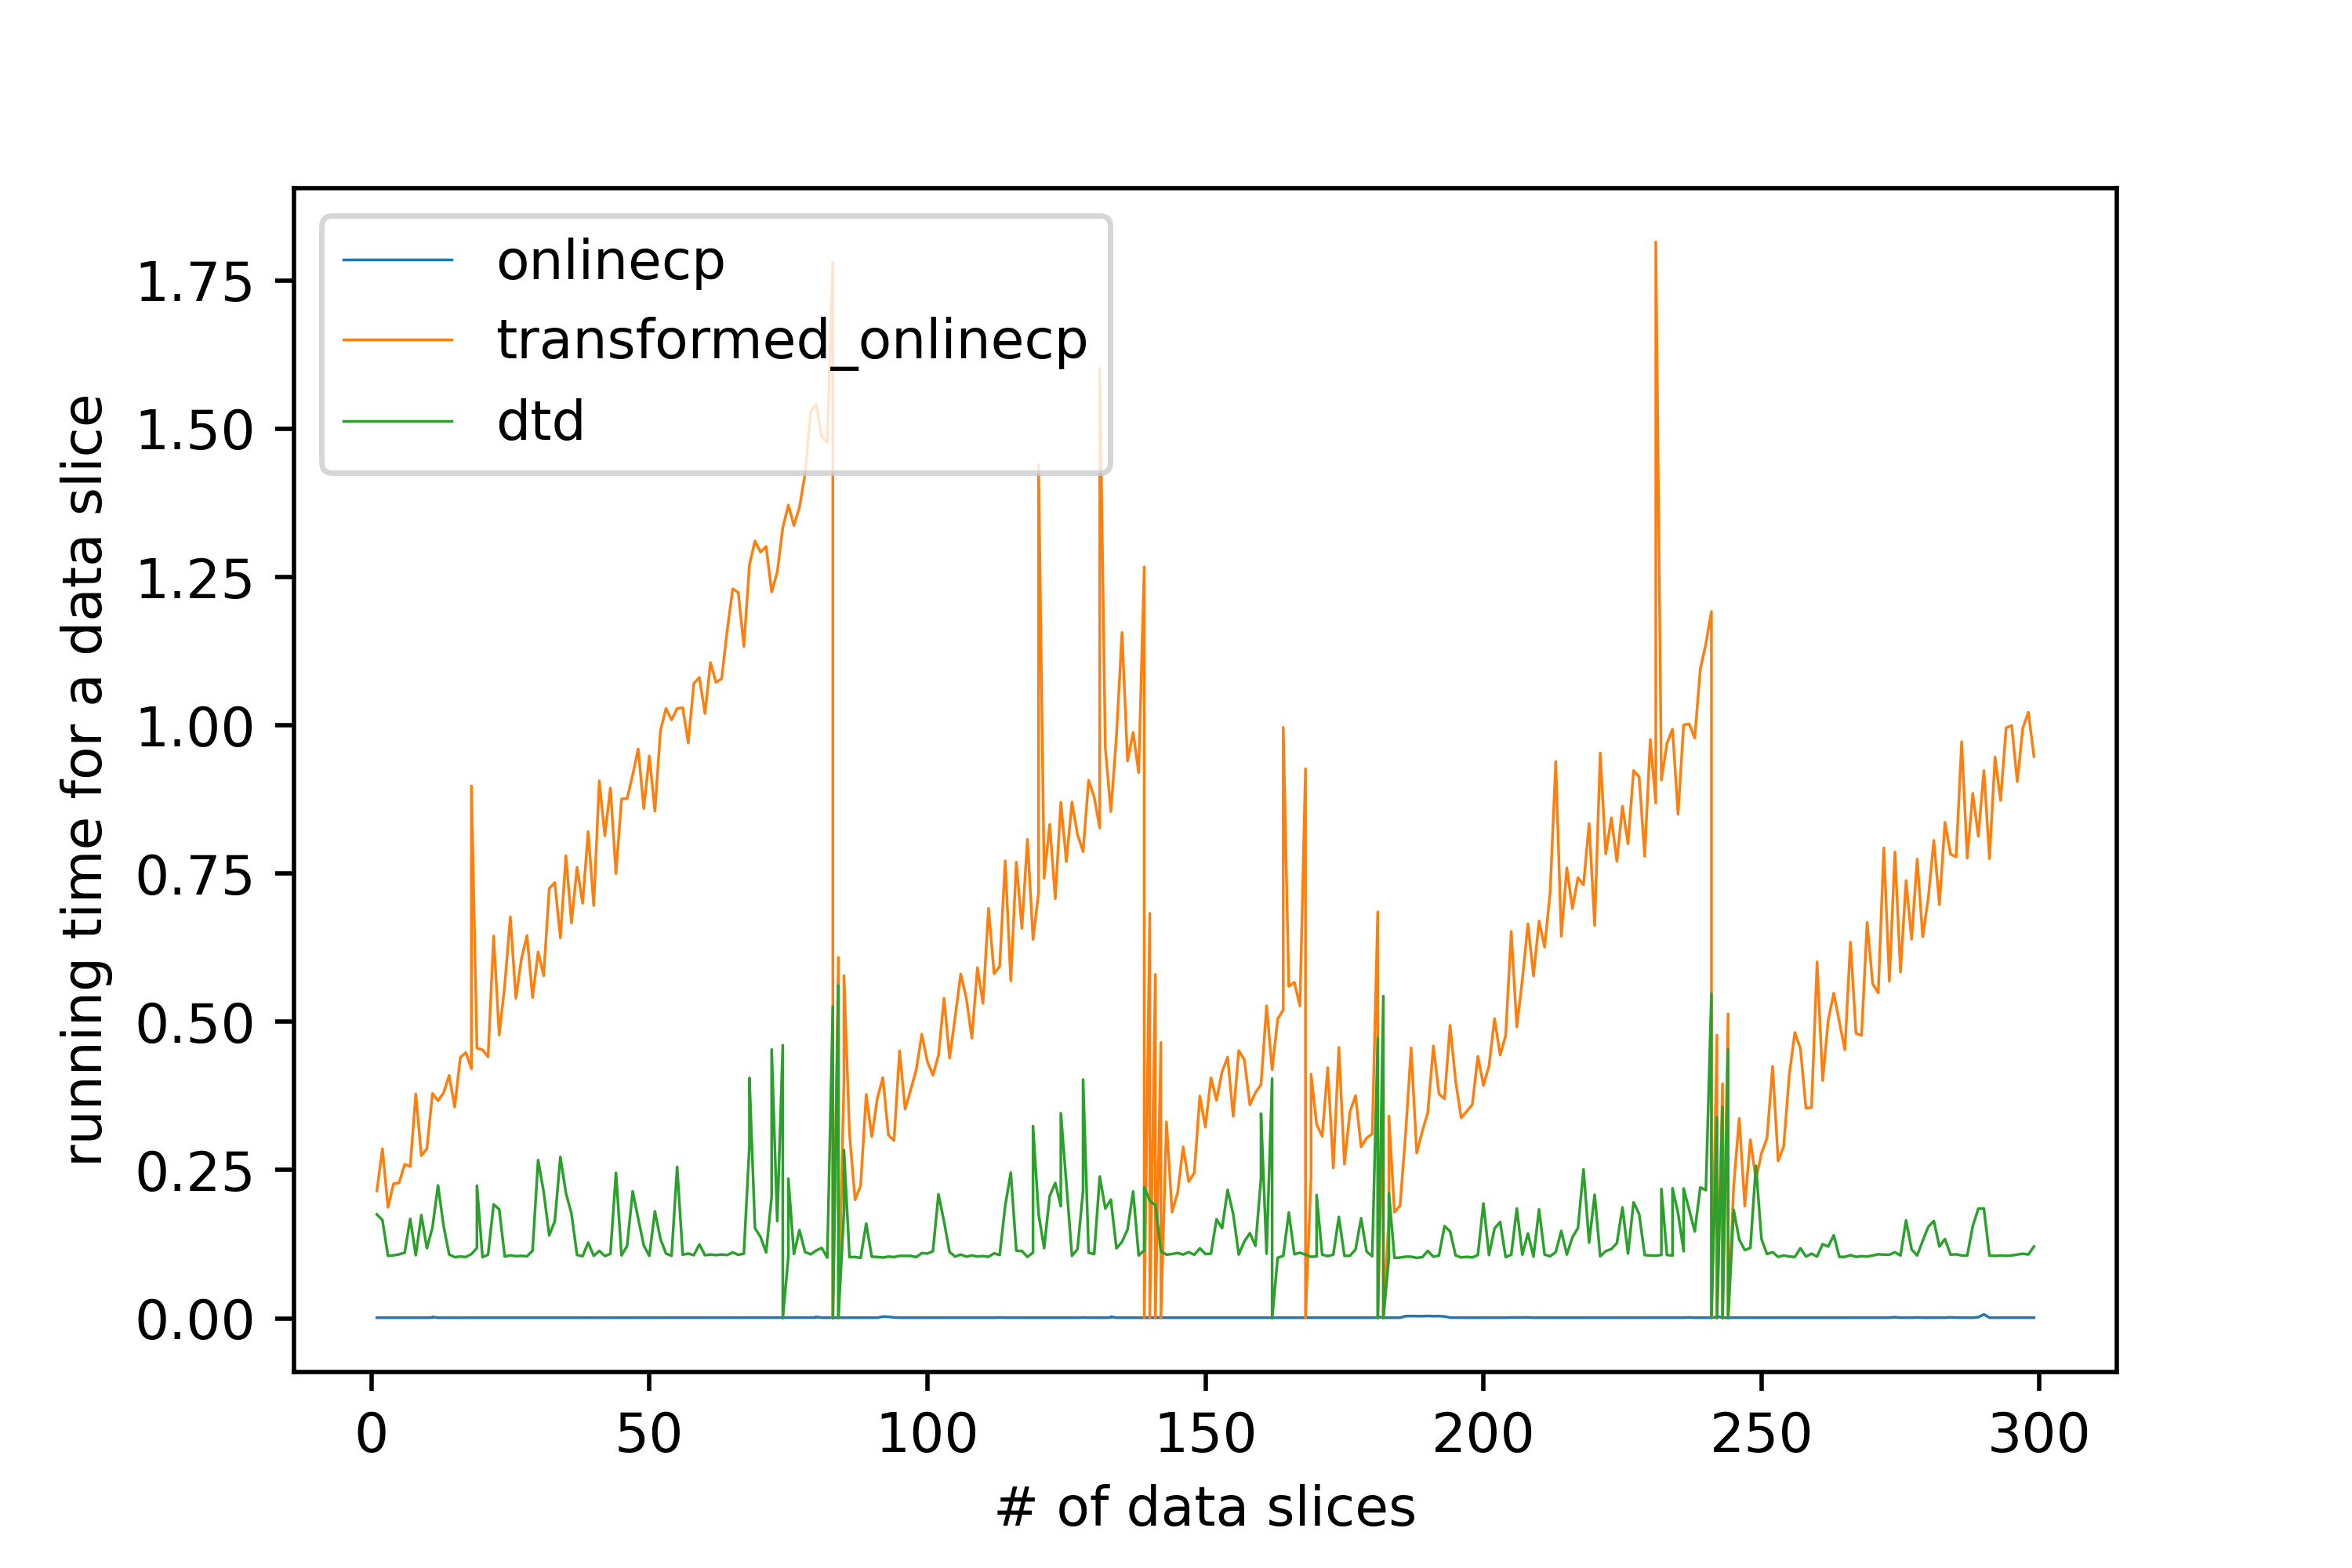 onlinecp
transformed_onlinecp
dtd
running time for a data slice
1.75
1.50
1.25
1.00
0.75
0.50
0.25
0.00
0 50 100 150 200 250 300
# of data slices